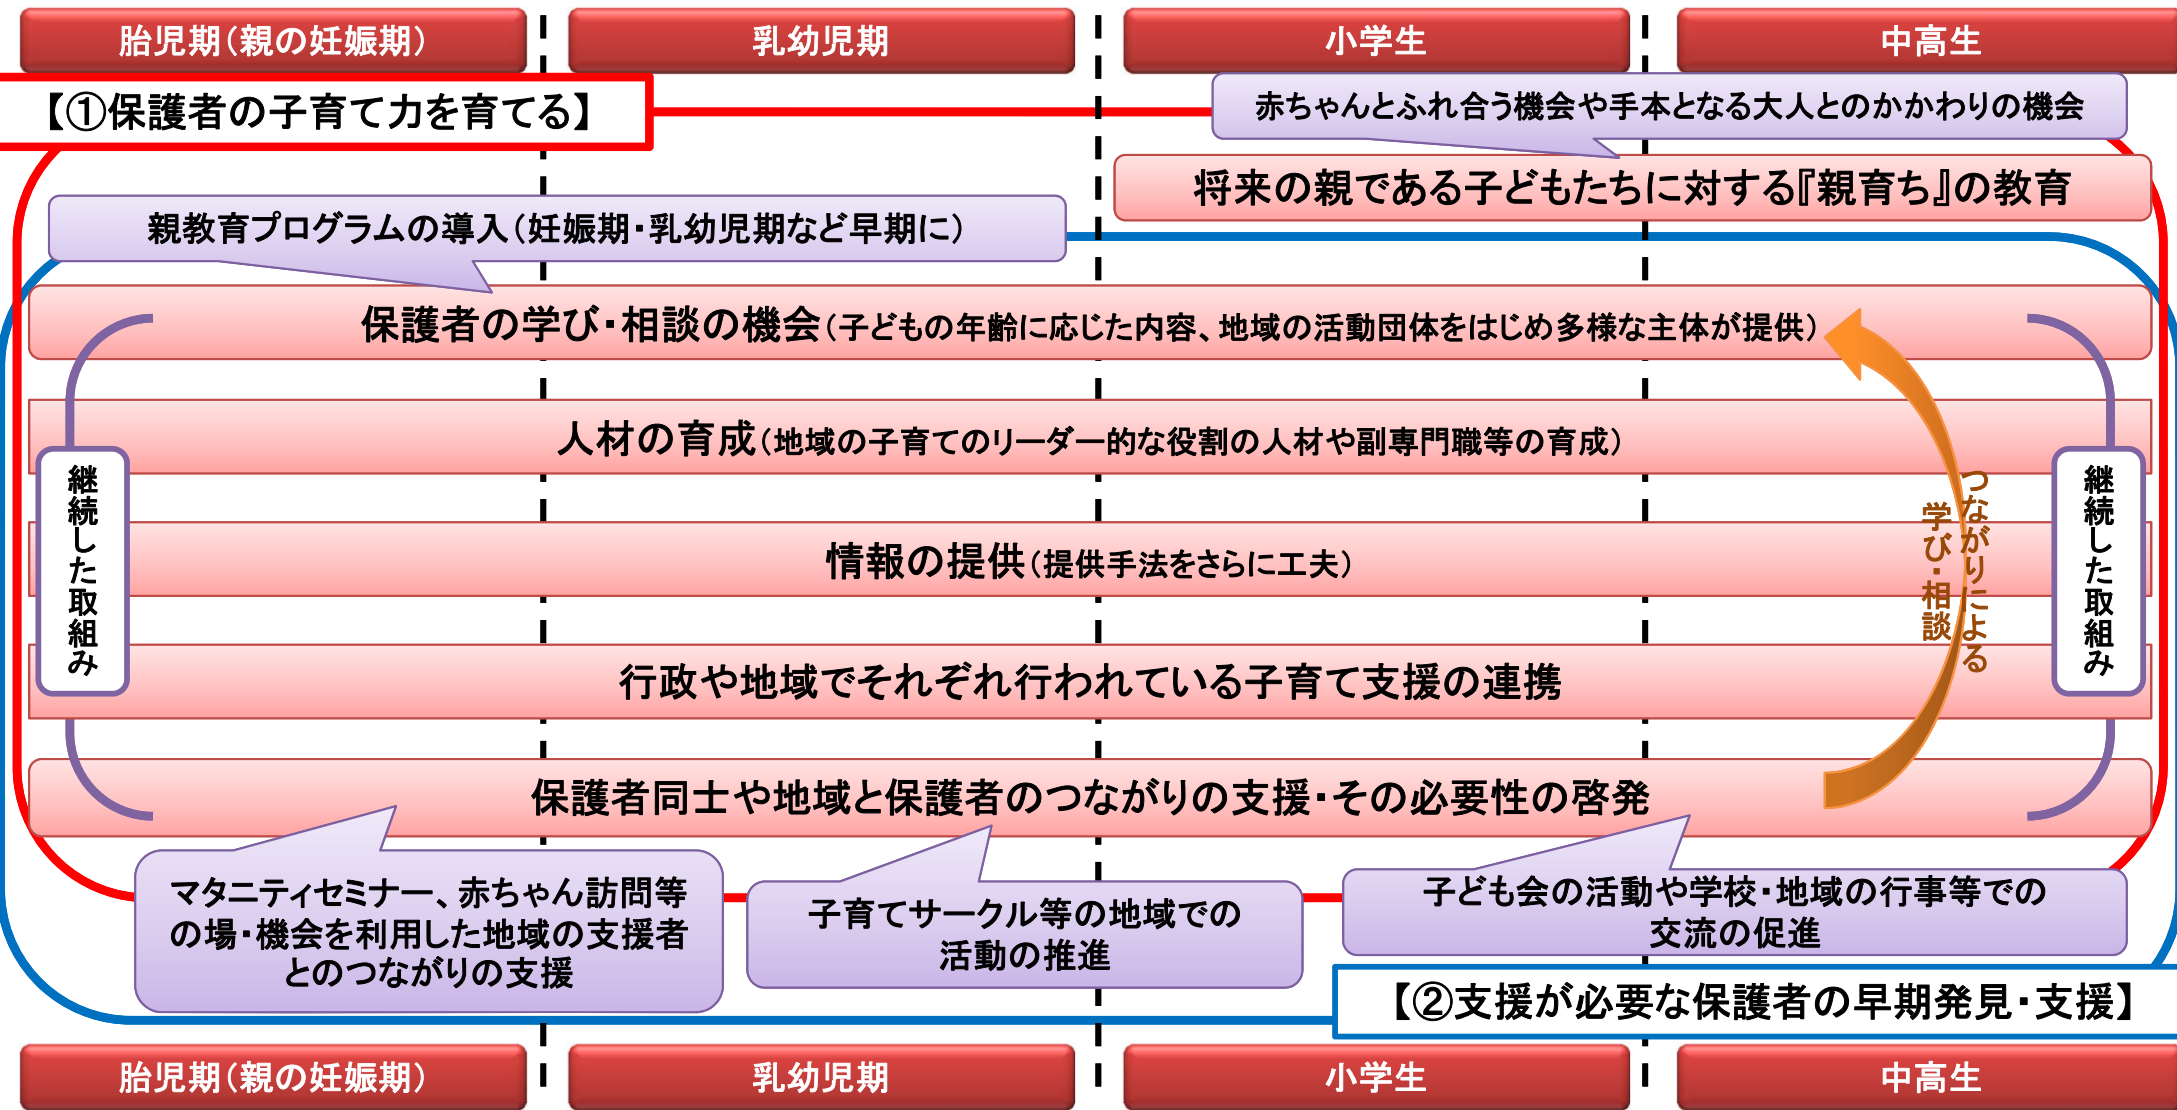 胎児期(親の妊娠期)
乳幼児期
小学生
中高生
【①保護者の子育て力を育てる】
赤ちゃんとふれ合う機会や手本となる大人とのかかわりの機会
将来の親である子どもたちに対する『親育ち』の教育
親教育プログラムの導入(妊娠期・乳幼児期など早期に)
保護者の学び・相談の機会(子どもの年齢に応じた内容、地域の活動団体をはじめ多様な主体が提供)
人材の育成(地域の子育てのリーダー的な役割の人材や副専門職等の育成)
継続した取組み
情報の提供(提供手法をさらに工夫)
つながりによる
学び・相談
継続した取組み
行政や地域でそれぞれ行われている子育て支援の連携
保護者同士や地域と保護者のつながりの支援・その必要性の啓発
マタニティセミナー、赤ちゃん訪問等
の場・機会を利用した地域の支援者
とのつながりの支援
子育てサークル等の地域での
活動の推進
子ども会の活動や学校・地域の行事等での
交流の促進
【②支援が必要な保護者の早期発見・支援】
胎児期(親の妊娠期)
乳幼児期
小学生
中高生